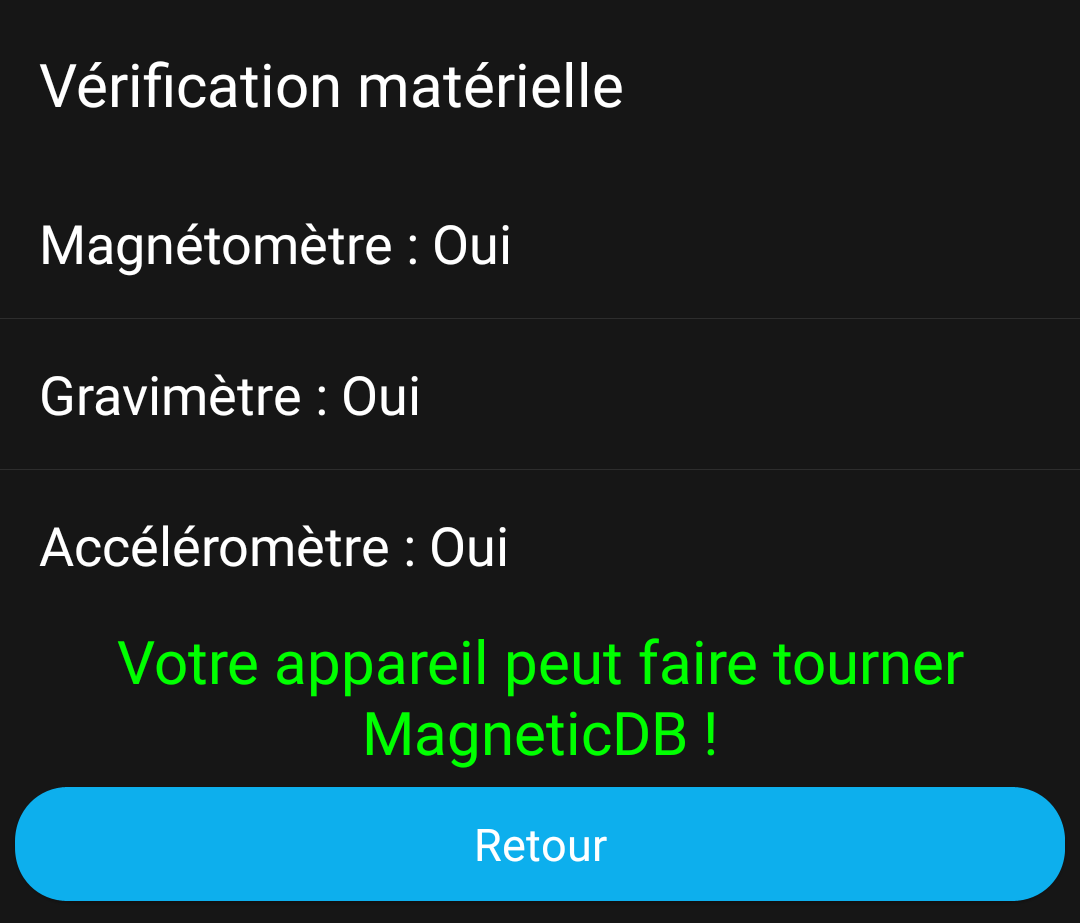 Vérification matérielle
Magnétomètre : Oui
Gravimètre : Oui
Accéléromètre : Oui
Votre appareil peut faire tourner
MagneticDB !
Retour